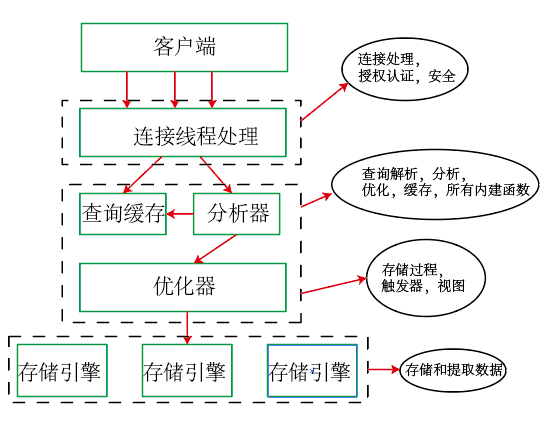 客户端
连接处理，
授权认证，安全
连接线程处理
查询解析，分析，
优化，缓存，所有内建函数
查询缓存
分析器
存储过程，
触发器，视图
优化器
存储引擎
存储引擎
存储引擎
存储和提取数据